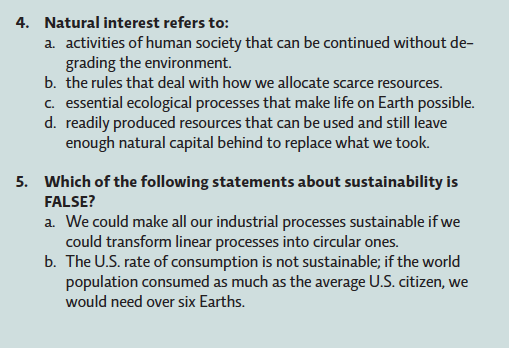 4. Natural interest refers to:
a. activities of human society that can be continued without de-
grading the environment.
b. the rules that deal with how we allocate scarce resources.
c. essential ecological processes that make life on Earth possible.
d. readily produced resources that can be used and still leave
enough natural capital behind to replace what we took.
5. Which of the following statements about sustainability is
FALSE?
a. We could make all our industrial processes sustainable if we
could transform linear processes into circular ones.
b. The U.S. rate of consumption is not sustainable; if the world
population consumed as much as the average U.S. citizen, we
would need over six Earths.